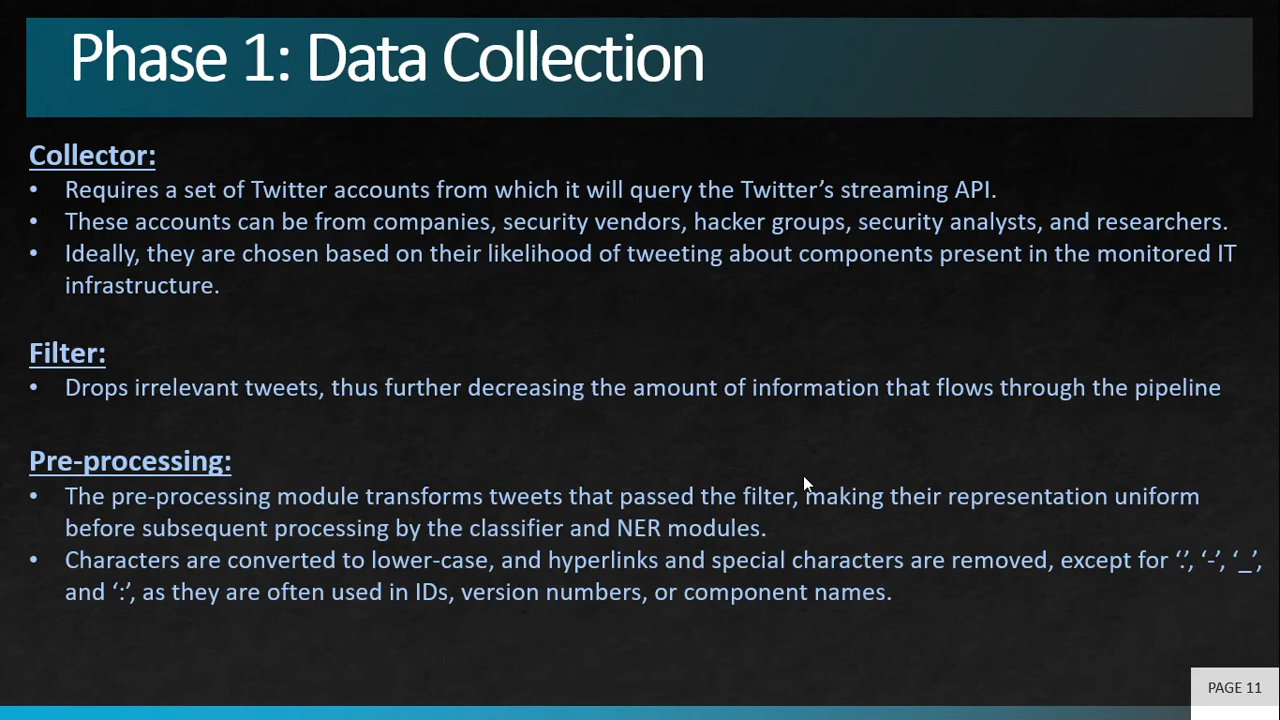 Phase 1: Data Collection
Collector:
• Requires a set of Twitter accounts from which it will query the Twitter’s streaming API.
• These accounts can be from companies, security vendors, hacker groups, security analysts, and researchers.
• Ideally, they are chosen based on their likelihood of tweeting about components present in the monitored IT
infrastructure.
Filter:
• Drops irrelevant tweets, thus further decreasing the amount of information that flows through the pipeline
Pre-processing:
• The pre-processing module transforms tweets that passed the filter, making their representation uniform
before subsequent processing by the classifier and NER modules.
• Characters are converted to lower-case, and hyperlinks and special characters are removed, except for ‘.’, ‘-’, ‘_’,
and ‘:’, as they are often used in IDs, version numbers, or component names.
PAGE 11